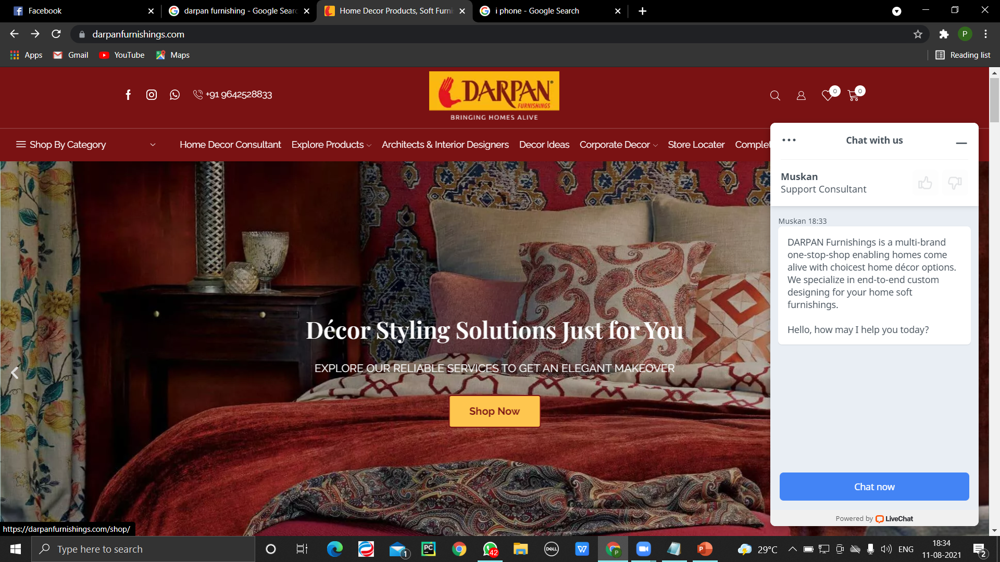 Facebook
darpan furnishing - Google Searc
Home Decor Products, Soft Furni
i phone - Google Search
darpanfurnishings.com
P
Apps
Gmail
YouTube
Maps
Reading list
+91 9642528833
DARPAN
FURNISHINGS
BRINGING HOMES ALIVE
0
0
Shop By Category
Home Decor Consultant
Explore Products
Architects & Interior Designers
Decor Ideas
Corporate Decor
Store Locater
Complet
Décor Styling Solutions Just for You
EXPLORE OUR RELIABLE SERVICES TO GET AN ELEGANT MAKEOVER
Shop Now
Chat with us
Muskan
Support Consultant
Muskan 18:33
DARPAN Furnishings is a multi-brand
one-stop-shop enabling homes come
alive with choicest home décor options.
We specialize in end-to-end custom
designing for your home soft
furnishings.
Hello, how may I help you today?
Chat now
Powered by LiveChat
https://darpanfurnishings.com/shop/
Type here to search
1
PC
42
DELL
W
P
P
29°C
ENG
18:34
11-08-2021
2